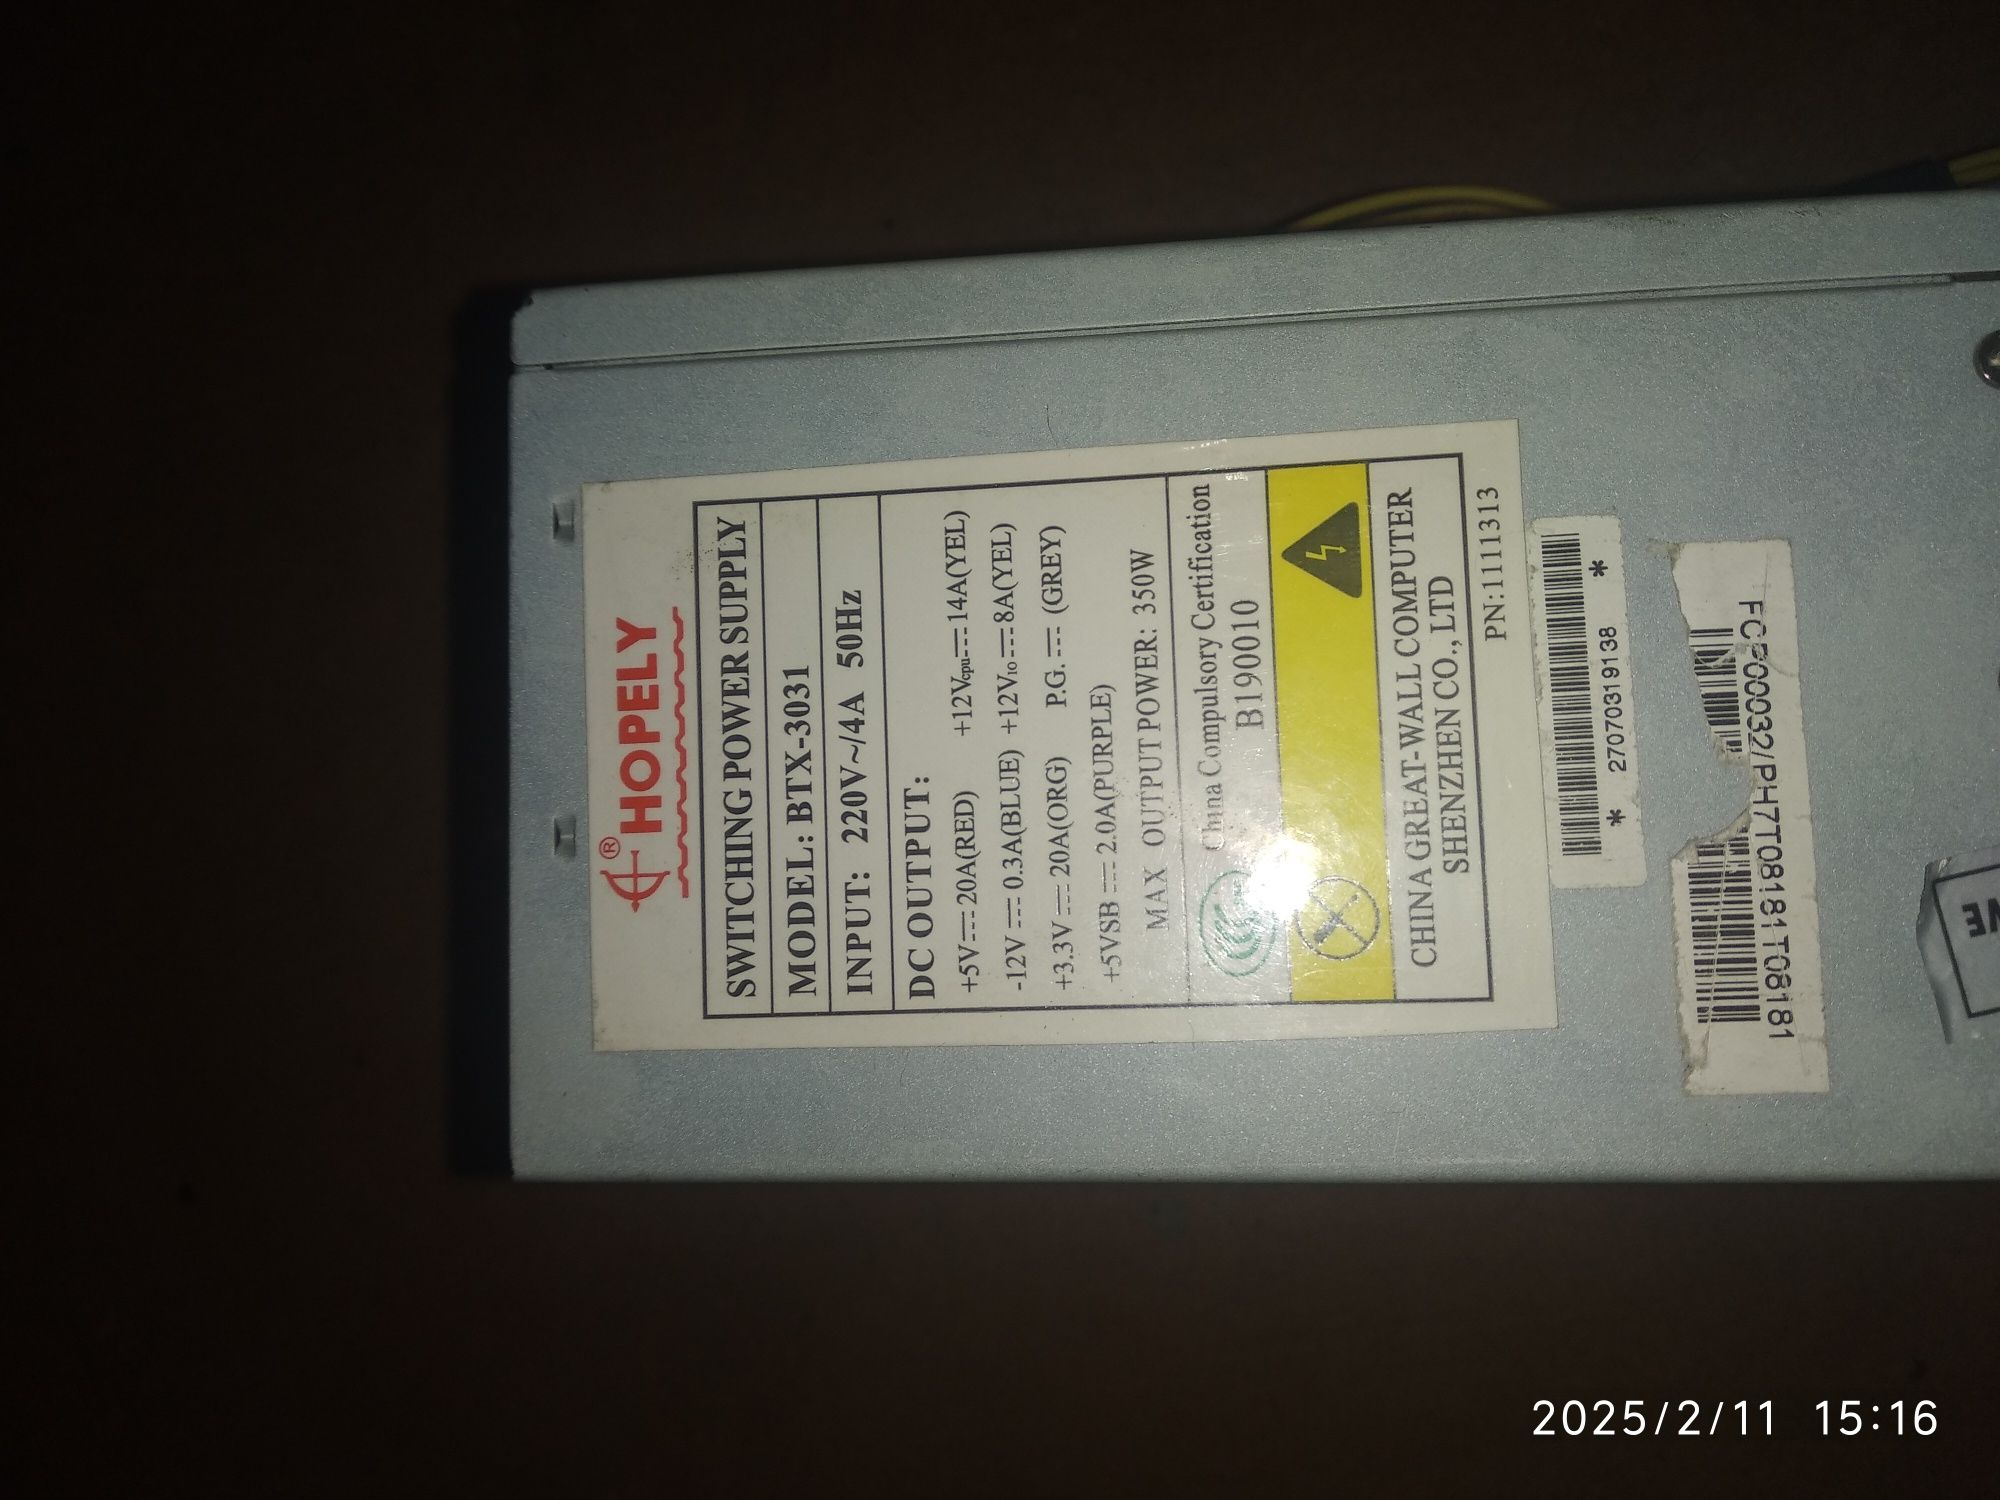 HOPELY®
SWITCHING POWER SUPPLY
MODEL: BTX-3031
INPUT: 220V~/4A 50Hz
DC OUTPUT:
+5V⎓20A(RED) +12Vcpu⎓14A(YEL)
-12V⎓0.3A(BLUE) +12Vio⎓8A(YEL)
+3.3V⎓20A(ORG) P.G.⎓(GREY)
+5VSB⎓2.0A(PURPLE)
MAX OUTPUT POWER: 350W
China Compulsory Certification
B190010
CHINA GREAT-WALL COMPUTER
SHENZHEN CO., LTD
PN:1111313
* 27070319138 *
FCP00032/PH7T08181T08181
2025/2/11 15:16